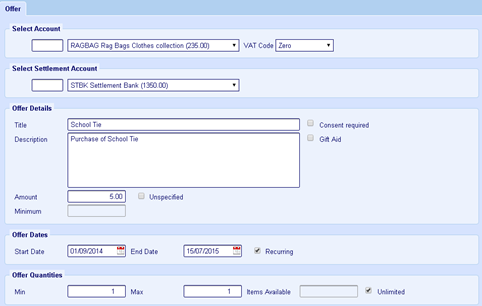 Offer
Select Account
RAGBAG Rag Bags Clothes collection (235.00) VAT Code Zero
Select Settlement Account
STBK Settlement Bank (1350.00)
Offer Details
Title School Tie Consent required
Description Purchase of School Tie Gift Aid
Amount 5.00 Unspecified
Minimum
Offer Dates
Start Date 01/09/2014 End Date 15/07/2015 Recurring
Offer Quantities
Min 1 Max 1 Items Available Unlimited